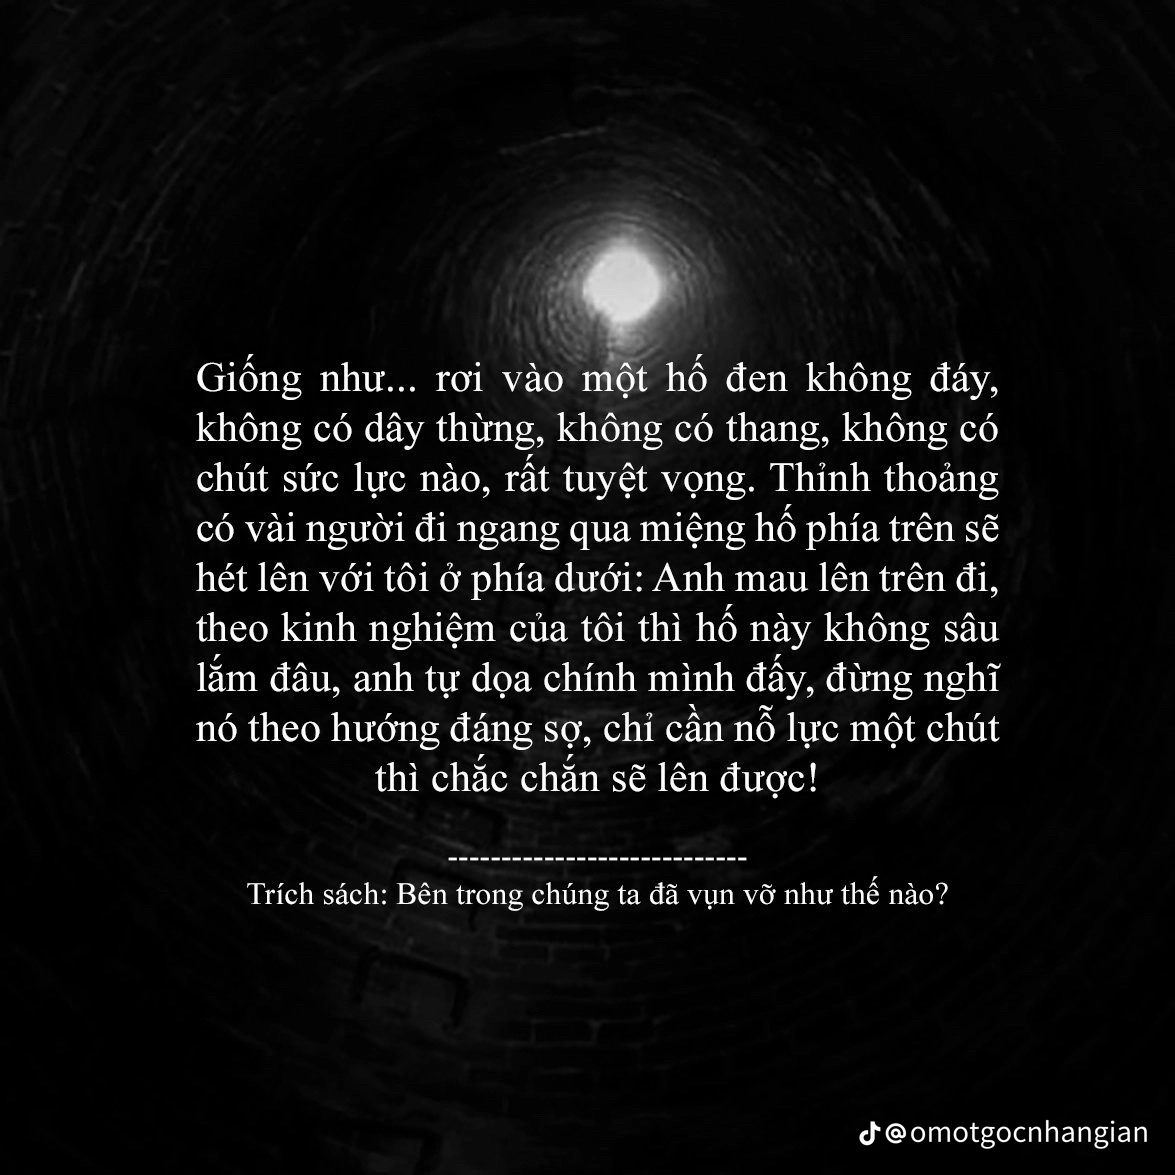 Giống như... rơi vào một hố đen không đáy,
không có dây thừng, không có thang, không có
chút sức lực nào, rất tuyệt vọng. Thỉnh thoảng
có vài người đi ngang qua miệng hố phía trên sẽ
hét lên với tôi ở phía dưới: Anh mau lên trên đi,
theo kinh nghiệm của tôi thì hố này không sâu
lắm đâu, anh tự dọa chính mình đấy, đừng nghĩ
nó theo hướng đáng sợ, chỉ cần nỗ lực một chút
thì chắc chắn sẽ lên được!
----------------------------
Trích sách: Bên trong chúng ta đã vụn vỡ như thế nào?
@omotgocnhangian